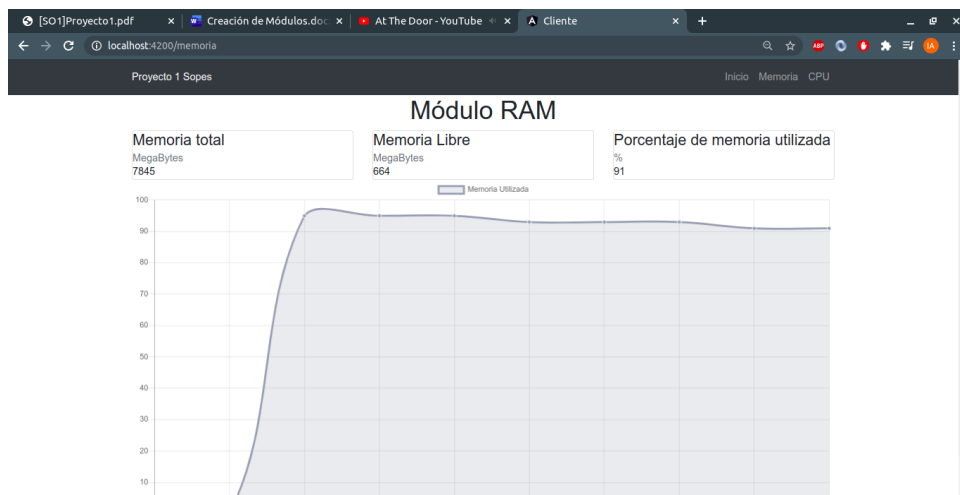 [SO1]Proyecto1.pdf
Creación de Módulos.doc
At The Door - YouTube
Cliente
localhost:4200/memoria
ABP
IA
Proyecto 1 Sopes
Inicio Memoria CPU
Módulo RAM
Memoria total
MegaBytes
7845
Memoria Libre
MegaBytes
664
Porcentaje de memoria utilizada
%
91
Memoria Utilizada
100
90
80
70
60
50
40
30
20
10